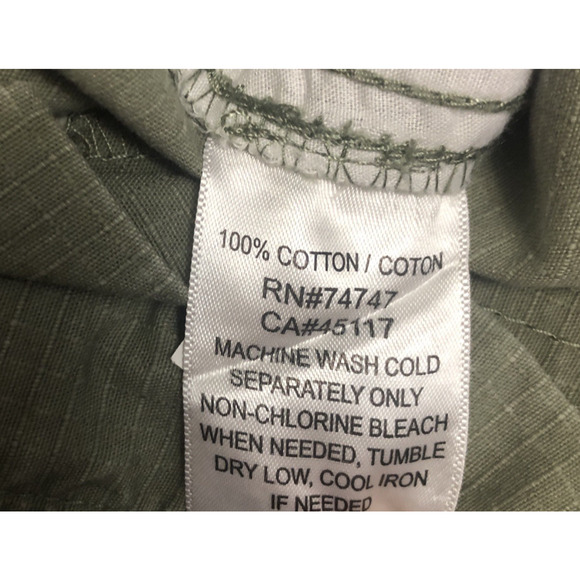 100% COTTON / COTON
RN#74747
CA#45117
MACHINE WASH COLD
SEPARATELY ONLY
NON-CHLORINE BLEACH
WHEN NEEDED, TUMBLE
DRY LOW, COOL IRON
IF NEEDED